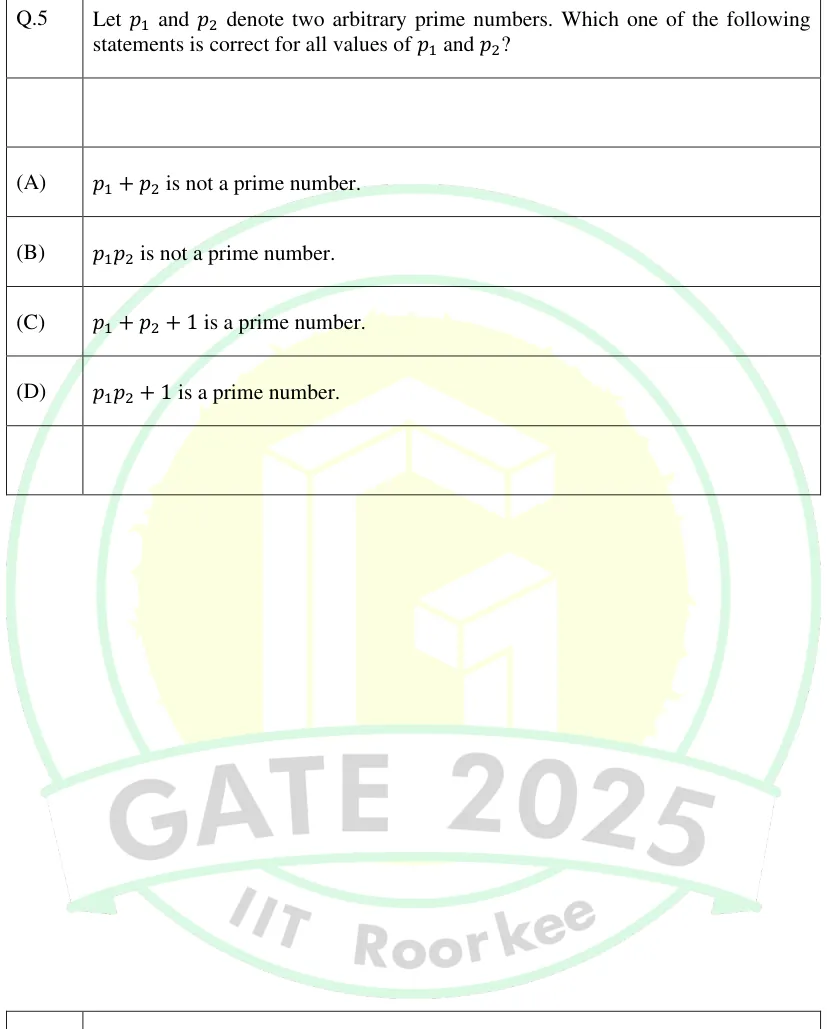 Q.5 Let 𝑝₁ and 𝑝₂ denote two arbitrary prime numbers. Which one of the following
statements is correct for all values of 𝑝₁ and 𝑝₂?
(A) 𝑝₁ + 𝑝₂ is not a prime number.
(B) 𝑝₁𝑝₂ is not a prime number.
(C) 𝑝₁ + 𝑝₂ + 1 is a prime number.
(D) 𝑝₁𝑝₂ + 1 is a prime number.
GATE 2025
IIT Roorkee